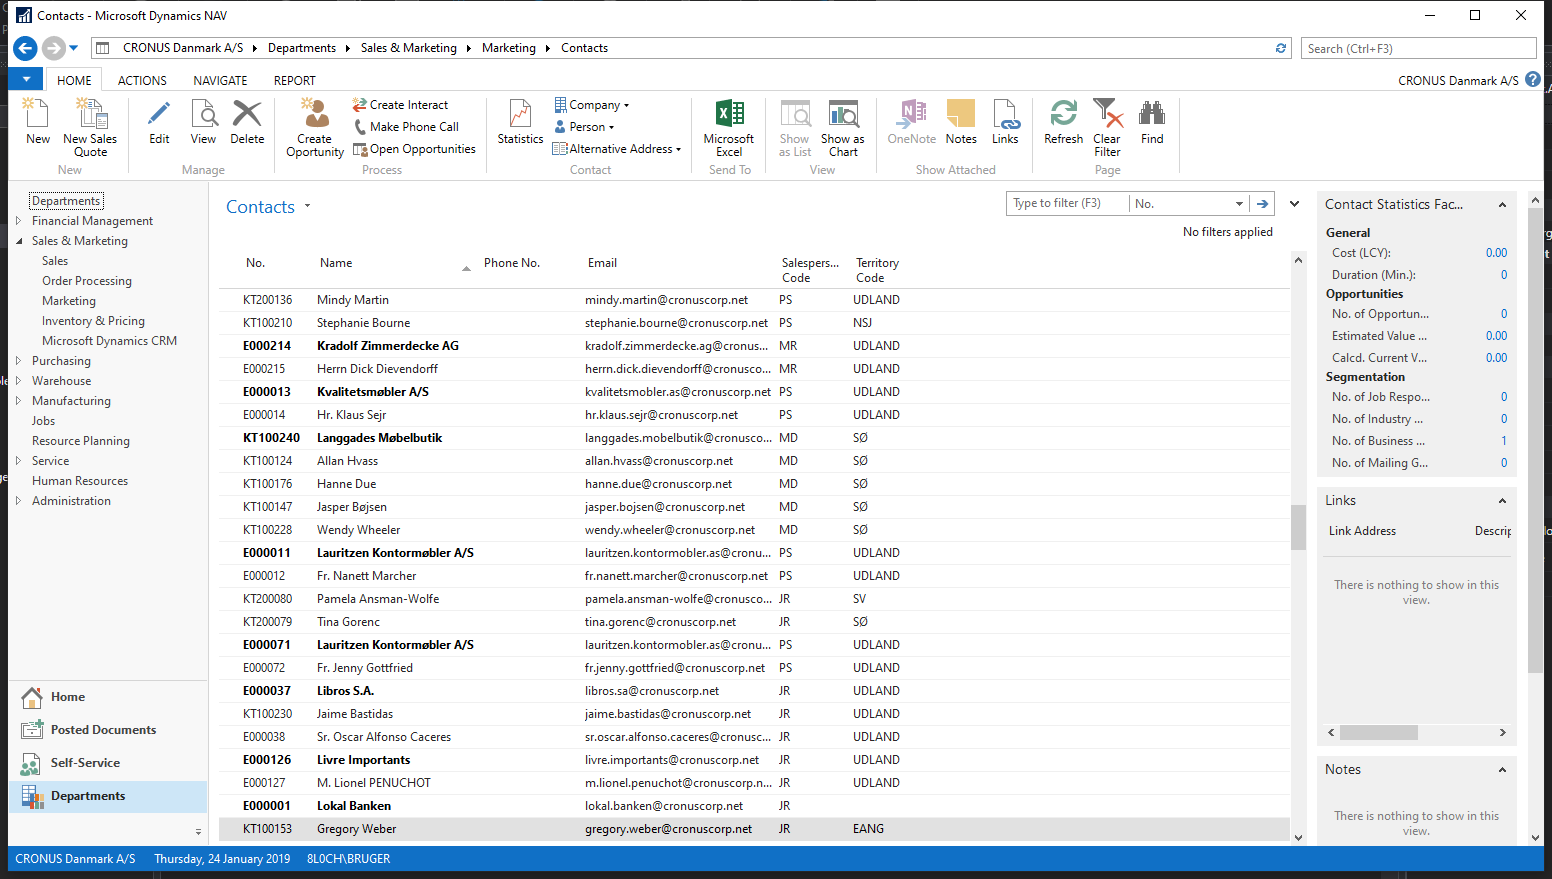 Contacts - Microsoft Dynamics NAV
CRONUS Danmark A/S Departments Sales & Marketing Marketing Contacts
Search (Ctrl+F3)
HOME ACTIONS NAVIGATE REPORT
CRONUS Danmark A/S
New
New Sales Quote
New
Edit
View
Delete
Manage
Create Oportunity
Create Interact
Make Phone Call
Open Opportunities
Process
Statistics
Company
Person
Alternative Address
Contact
Microsoft Excel
Send To
Show as List
Show as Chart
View
OneNote
Notes
Links
Show Attached
Refresh
Clear Filter
Find
Page
Departments
Financial Management
Sales & Marketing
Sales
Order Processing
Marketing
Inventory & Pricing
Microsoft Dynamics CRM
Purchasing
Warehouse
Manufacturing
Jobs
Resource Planning
Service
Human Resources
Administration
Home
Posted Documents
Self-Service
Departments
Contacts
Type to filter (F3) No.
No filters applied
No. Name Phone No. Email Salespers... Code Territory Code
KT200136 Mindy Martin mindy.martin@cronuscorp.net PS UDLAND
KT100210 Stephanie Bourne stephanie.bourne@cronuscorp.net PS NSJ
E000214 Kradolf Zimmerdecke AG kradolf.zimmerdecke.ag@cronus... MR UDLAND
E000215 Herrn Dick Dievendorff herrn.dick.dievendorff@cronusco... MR UDLAND
E000013 Kvalitetsmøbler A/S kvalitetsmobler.as@cronuscorp.net PS UDLAND
E000014 Hr. Klaus Sejr hr.klaus.sejr@cronuscorp.net PS UDLAND
KT100240 Langgades Møbelbutik langgades.mobelbutik@cronusco... MD SØ
KT100124 Allan Hvass allan.hvass@cronuscorp.net MD SØ
KT100176 Hanne Due hanne.due@cronuscorp.net MD SØ
KT100147 Jasper Bøjsen jasper.bojsen@cronuscorp.net MD SØ
KT100228 Wendy Wheeler wendy.wheeler@cronuscorp.net MD SØ
E000011 Lauritzen Kontormøbler A/S lauritzen.kontormobler.as@cronu... PS UDLAND
E000012 Fr. Nanett Marcher fr.nanett.marcher@cronuscorp.net PS UDLAND
KT200080 Pamela Ansman-Wolfe pamela.ansman-wolfe@cronusco... JR SV
KT200079 Tina Gorenc tina.gorenc@cronuscorp.net JR SØ
E000071 Lauritzen Kontormøbler A/S lauritzen.kontormobler.as@cronu... PS UDLAND
E000072 Fr. Jenny Gottfried fr.jenny.gottfried@cronuscorp.net PS UDLAND
E000037 Libros S.A. libros.sa@cronuscorp.net JR UDLAND
KT100230 Jaime Bastidas jaime.bastidas@cronuscorp.net JR UDLAND
E000038 Sr. Oscar Alfonso Caceres sr.oscar.alfonso.caceres@cronus... JR UDLAND
E000126 Livre Importants livre.importants@cronuscorp.net JR UDLAND
E000127 M. Lionel PENUCHOT m.lionel.penuchot@cronuscorp.n... JR UDLAND
E000001 Lokal Banken lokal.banken@cronuscorp.net JR
KT100153 Gregory Weber gregory.weber@cronuscorp.net JR EANG
Contact Statistics Fac...
General
Cost (LCY): 0.00
Duration (Min.): 0
Opportunities
No. of Opportun... 0
Estimated Value ... 0.00
Calcd. Current V... 0.00
Segmentation
No. of Job Respo... 0
No. of Industry ... 0
No. of Business ... 1
No. of Mailing G... 0
Links
Link Address Descrip
There is nothing to show in this view.
Notes
There is nothing to show in this view.
CRONUS Danmark A/S Thursday, 24 January 2019 8L0CH\BRUGER